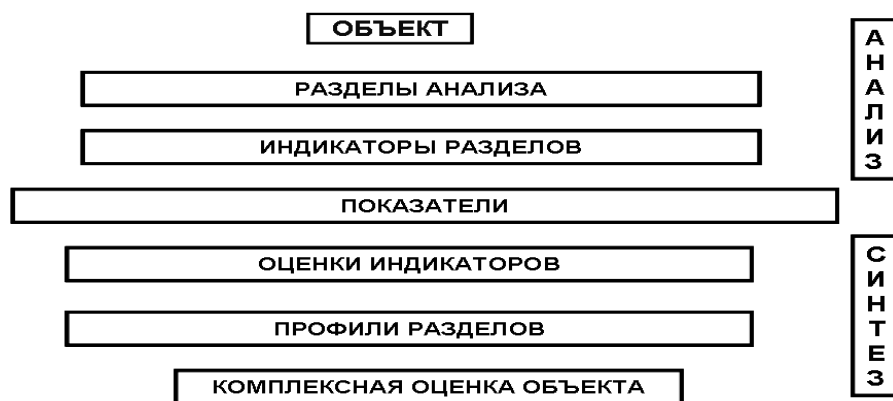 ОБЪЕКТ
РАЗДЕЛЫ АНАЛИЗА
ИНДИКАТОРЫ РАЗДЕЛОВ
ПОКАЗАТЕЛИ
ОЦЕНКИ ИНДИКАТОРОВ
ПРОФИЛИ РАЗДЕЛОВ
КОМПЛЕКСНАЯ ОЦЕНКА ОБЪЕКТА
АНАЛИЗ
СИНТЕЗ